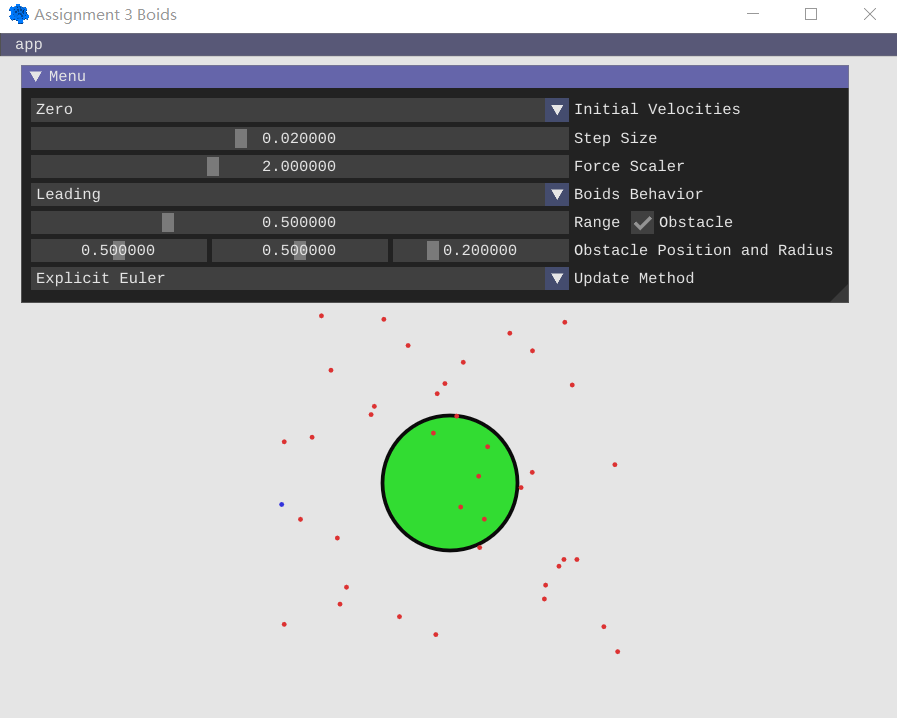 Assignment 3 Boids
app
Menu
Zero Initial Velocities
0.020000 Step Size
2.000000 Force Scaler
Leading Boids Behavior
0.500000 Range Obstacle
0.500000 0.500000 0.200000 Obstacle Position and Radius
Explicit Euler Update Method